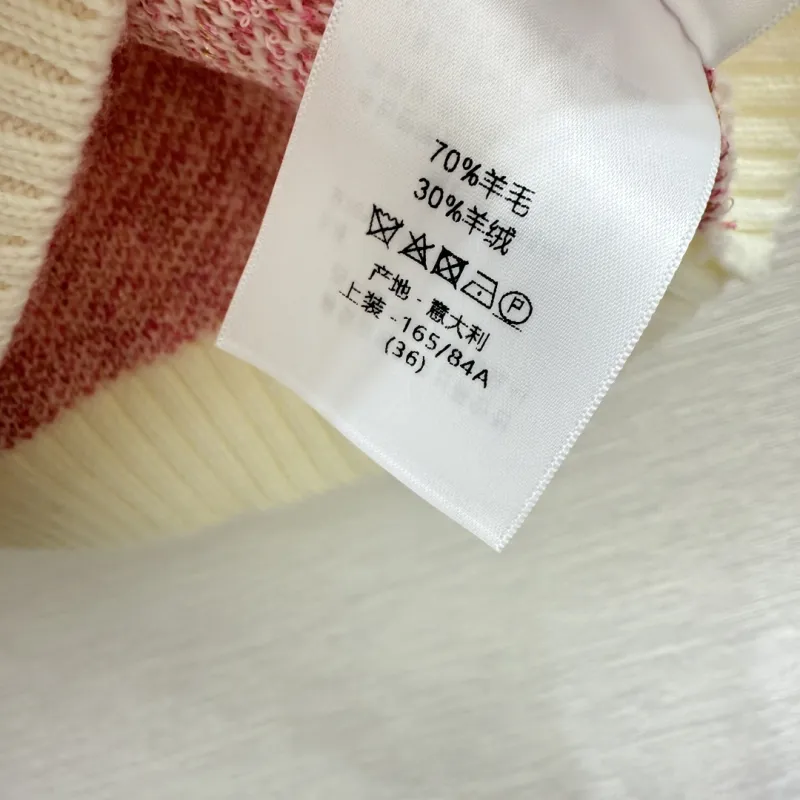 70%羊毛
30%羊绒
P
产地 - 意大利
上装 - 165/84A
(36)